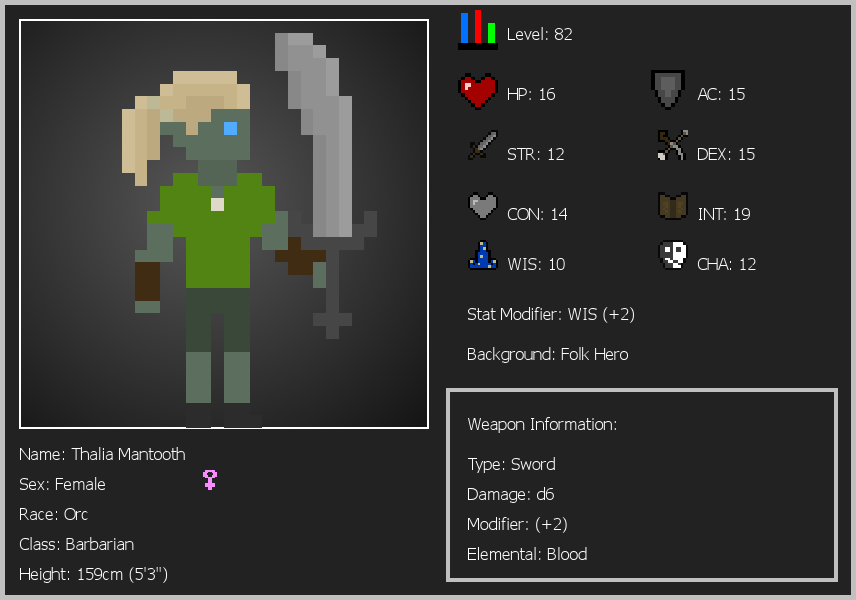 Level: 82
HP: 16
AC: 15
STR: 12
DEX: 15
CON: 14
INT: 19
WIS: 10
CHA: 12
Stat Modifier: WIS (+2)
Background: Folk Hero
Weapon Information:
Type: Sword
Damage: d6
Modifier: (+2)
Elemental: Blood
Name: Thalia Mantooth
Sex: Female
Race: Orc
Class: Barbarian
Height: 159cm (5'3")